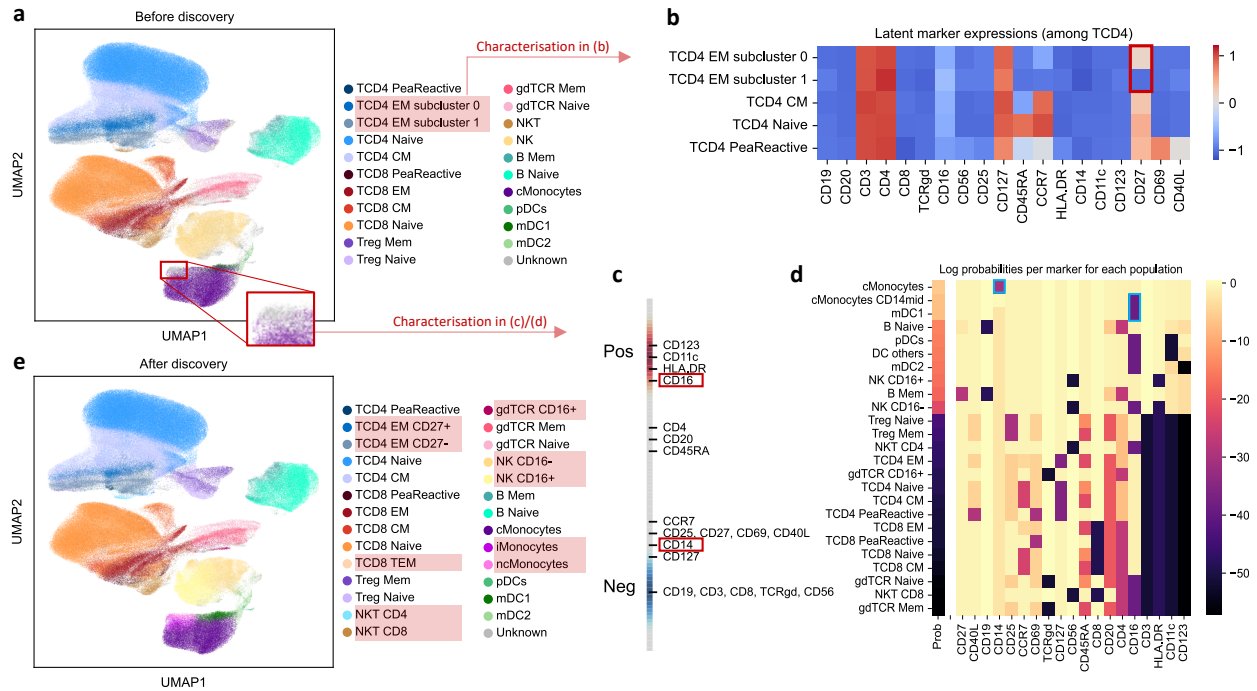 a
Before discovery
UMAP2
UMAP1
TCD4 PeaReactive
TCD4 EM subcluster 0
TCD4 EM subcluster 1
TCD4 Naive
TCD4 CM
TCD8 PeaReactive
TCD8 EM
TCD8 CM
TCD8 Naive
Treg Mem
Treg Naive
gdTCR Mem
gdTCR Naive
NKT
NK
B Mem
B Naive
cMonocytes
pDCs
mDC1
mDC2
Unknown
Characterisation in (b)
Characterisation in (c)/(d)
b
Latent marker expressions (among TCD4)
TCD4 EM subcluster 0
TCD4 EM subcluster 1
TCD4 CM
TCD4 Naive
TCD4 PeaReactive
CD19
CD20
CD3
CD4
CD8
TCRgd
CD16
CD56
CD25
CD127
CD45RA
CCR7
HLA.DR
CD14
CD11c
CD123
CD27
CD69
CD40L
1
0
−1
c
Pos
Neg
CD123
CD11c
HLA.DR
CD16
CD4
CD20
CD45RA
CCR7
CD25, CD27, CD69, CD40L
CD14
CD127
CD19, CD3, CD8, TCRgd, CD56
d
Log probabilities per marker for each population
cMonocytes
cMonocytes CD14mid
mDC1
B Naive
pDCs
DC others
mDC2
NK CD16+
B Mem
NK CD16-
Treg Naive
Treg Mem
NKT CD4
TCD4 EM
gdTCR CD16+
TCD4 Naive
TCD4 CM
TCD4 PeaReactive
TCD8 EM
TCD8 PeaReactive
TCD8 Naive
TCD8 CM
gdTCR Naive
NKT CD8
gdTCR Mem
Prob
CD27
CD40L
CD19
CD14
CD25
CCR7
CD69
TCRgd
CD127
CD56
CD45RA
CD8
CD20
CD4
CD16
CD3
HLA.DR
CD11c
CD123
0
−10
−20
−30
−40
−50
e
After discovery
UMAP2
UMAP1
TCD4 PeaReactive
TCD4 EM CD27+
TCD4 EM CD27-
TCD4 Naive
TCD4 CM
TCD8 PeaReactive
TCD8 EM
TCD8 CM
TCD8 Naive
TCD8 TEM
Treg Mem
Treg Naive
NKT CD4
NKT CD8
gdTCR CD16+
gdTCR Mem
gdTCR Naive
NK CD16-
NK CD16+
B Mem
B Naive
cMonocytes
iMonocytes
ncMonocytes
pDCs
mDC1
mDC2
Unknown